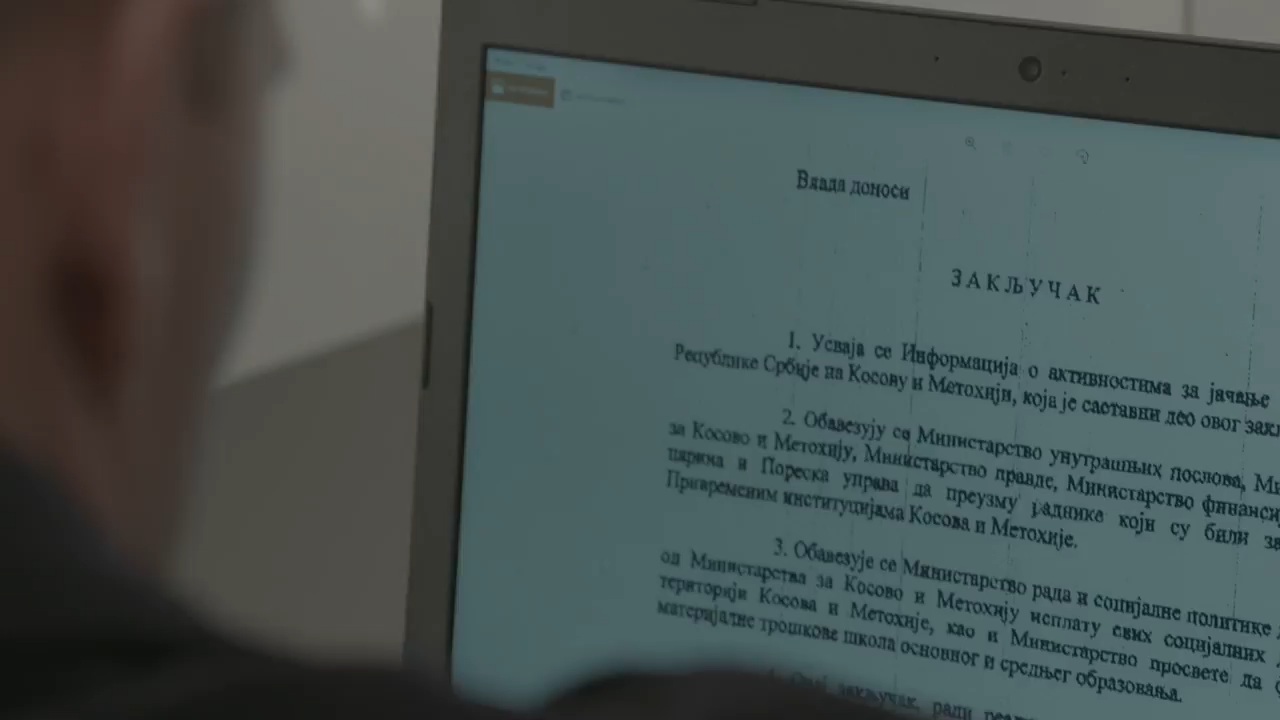 Влада доноси
З А К Љ У Ч А К
1. Усваја се Информација о активностима за јачање
Републике Србије на Косову и Метохији, која је саставни део овог
2. Обавезују се Министарство унутрашњих послова,
за Косово и Метохију, Министарство правде, Министарство
царина и Пореска управа да преузму раднике који су били
Привременим институцијама Косова и Метохије.
3. Обавезује се Министарство рада и социјалне политике
од Министарства за Косово и Метохију исплату свих социјалних
територији Косова и Метохије, као и Министарство просвете да
материјалне трошкове школа основног и средњег образовања.
закључак, ради